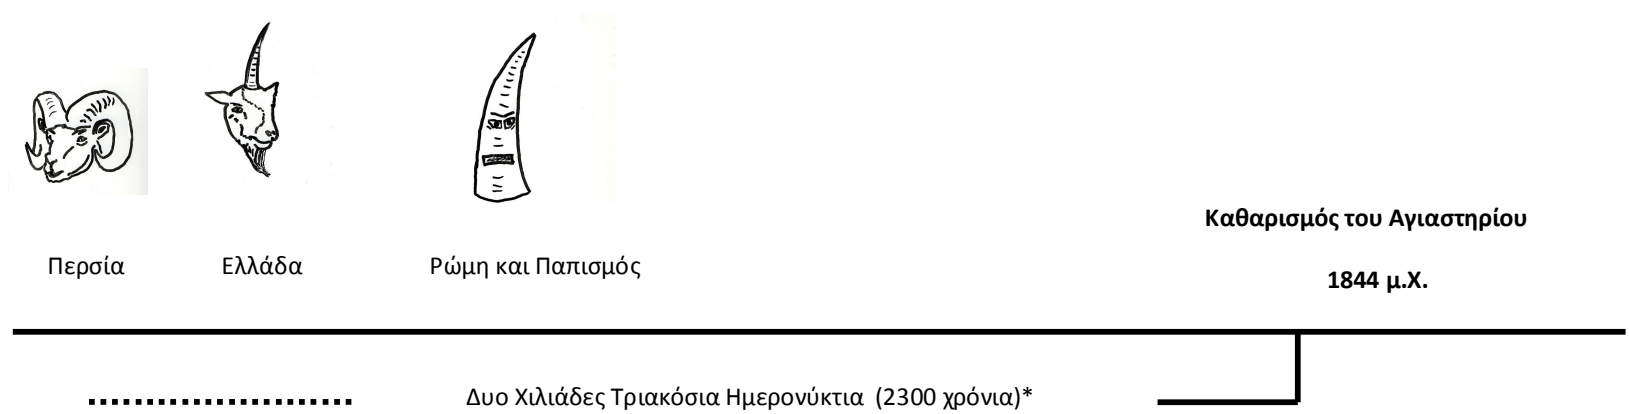 Καθαρισμός του Αγιαστηρίου
Περσία Ελλάδα Ρώμη και Παπισμός
1844 μ.Χ.
Δυο Χιλιάδες Τριακόσια Ημερονύκτια (2300 χρόνια)*